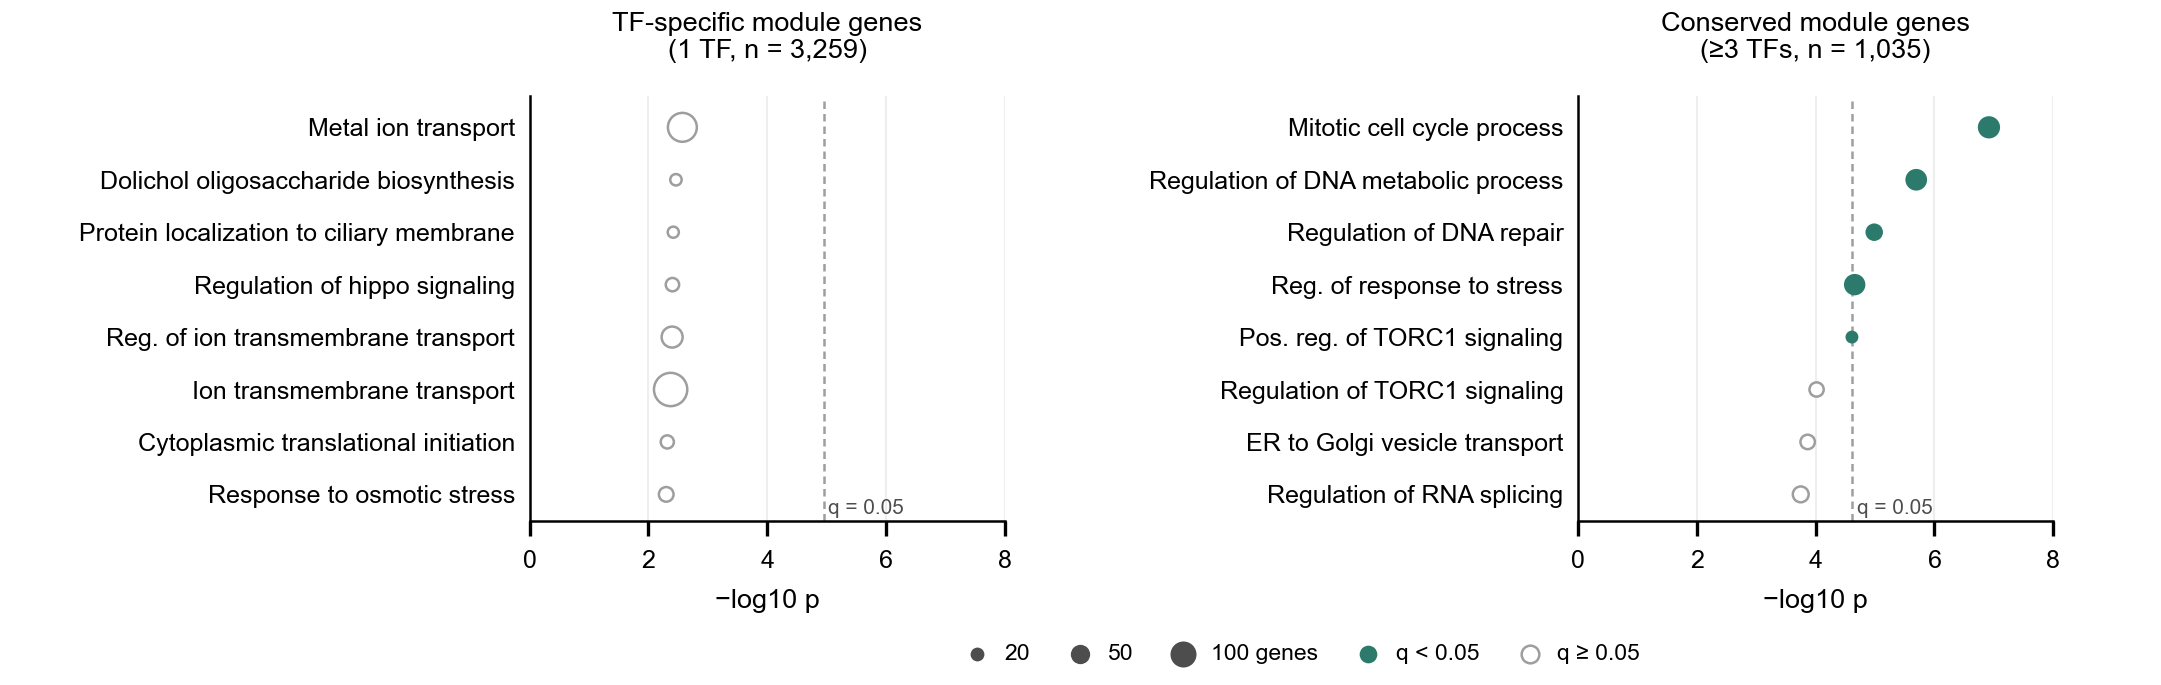 TF-specific module genes
(1 TF, n = 3,259)
Metal ion transport
Dolichol oligosaccharide biosynthesis
Protein localization to ciliary membrane
Regulation of hippo signaling
Reg. of ion transmembrane transport
Ion transmembrane transport
Cytoplasmic translational initiation
Response to osmotic stress
q = 0.05
0 2 4 6 8
−log10 p
Conserved module genes
(≥3 TFs, n = 1,035)
Mitotic cell cycle process
Regulation of DNA metabolic process
Regulation of DNA repair
Reg. of response to stress
Pos. reg. of TORC1 signaling
Regulation of TORC1 signaling
ER to Golgi vesicle transport
Regulation of RNA splicing
q = 0.05
0 2 4 6 8
−log10 p
20 50 100 genes q < 0.05 q ≥ 0.05